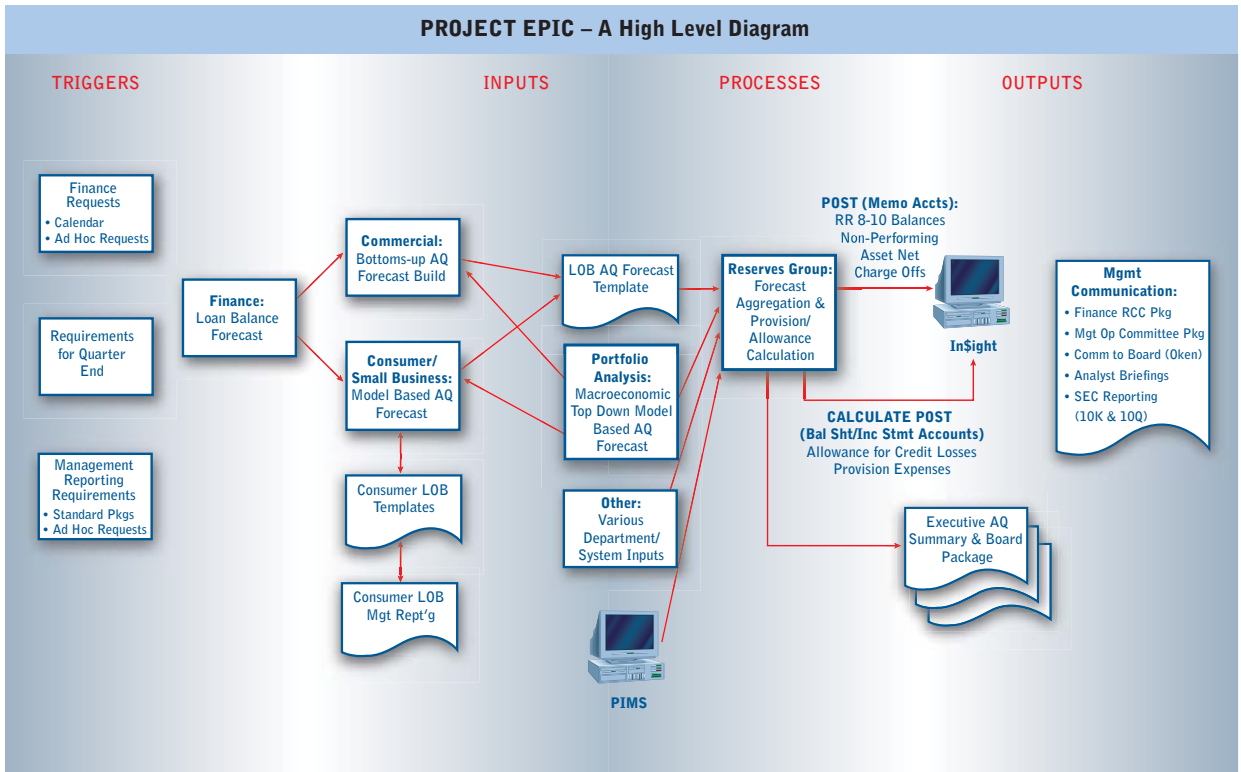 PROJECT EPIC – A High Level Diagram
TRIGGERS
INPUTS
PROCESSES
OUTPUTS
Finance
Requests
• Calendar
• Ad Hoc Requests
Requirements
for Quarter
End
Management
Reporting
Requirements
• Standard Pkgs
• Ad Hoc Requests
Finance:
Loan Balance
Forecast
Commercial:
Bottoms-up AQ
Forecast Build
Consumer/
Small Business:
Model Based AQ
Forecast
Consumer LOB
Templates
Consumer LOB
Mgt Rept'g
LOB AQ Forecast
Template
Portfolio
Analysis:
Macroeconomic
Top Down Model
Based AQ
Forecast
Other:
Various
Department/
System Inputs
PIMS
Reserves Group:
Forecast
Aggregation &
Provision/
Allowance
Calculation
POST (Memo Accts):
RR 8-10 Balances
Non-Performing
Asset Net
Charge Offs
In$ight
CALCULATE POST
(Bal Sht/Inc Stmt Accounts)
Allowance for Credit Losses
Provision Expenses
Executive AQ
Summary & Board
Package
Mgmt
Communication:
• Finance RCC Pkg
• Mgt Op Committee Pkg
• Comm to Board (Oken)
• Analyst Briefings
• SEC Reporting
(10K & 10Q)